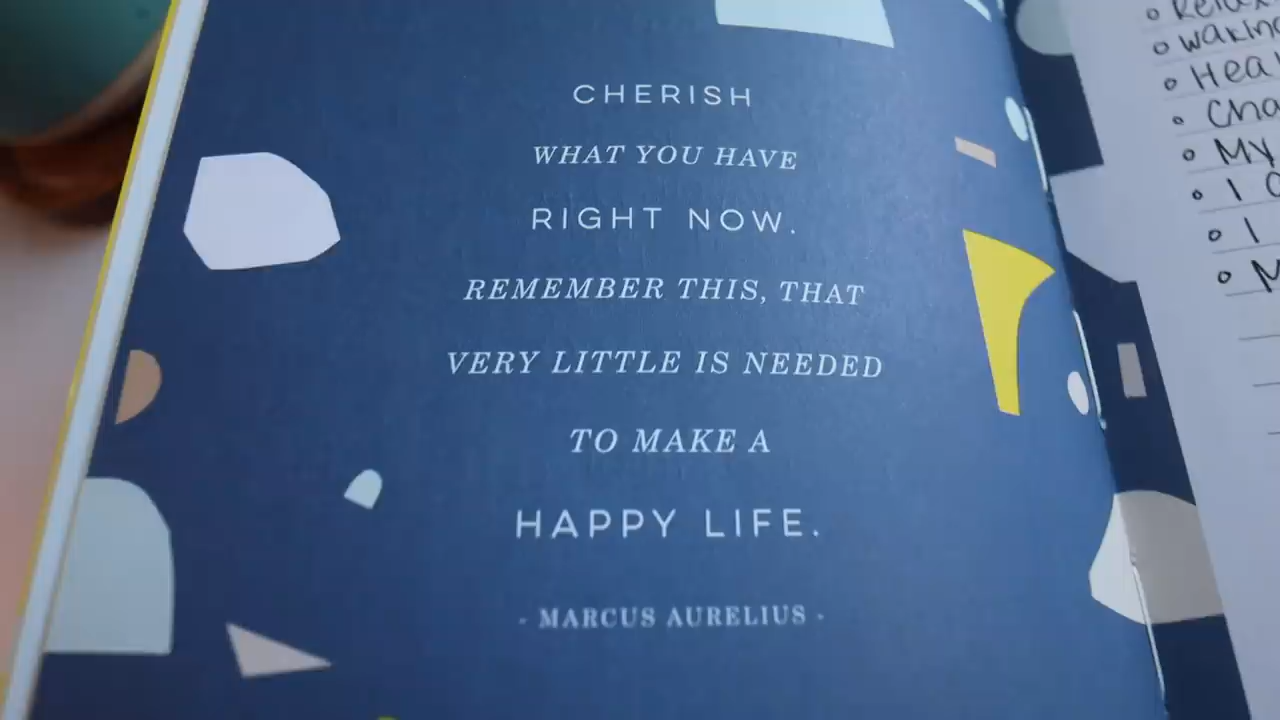 CHERISH
WHAT YOU HAVE
RIGHT NOW.
REMEMBER THIS, THAT
VERY LITTLE IS NEEDED
TO MAKE A
HAPPY LIFE.
- MARCUS AURELIUS -
My
I
I